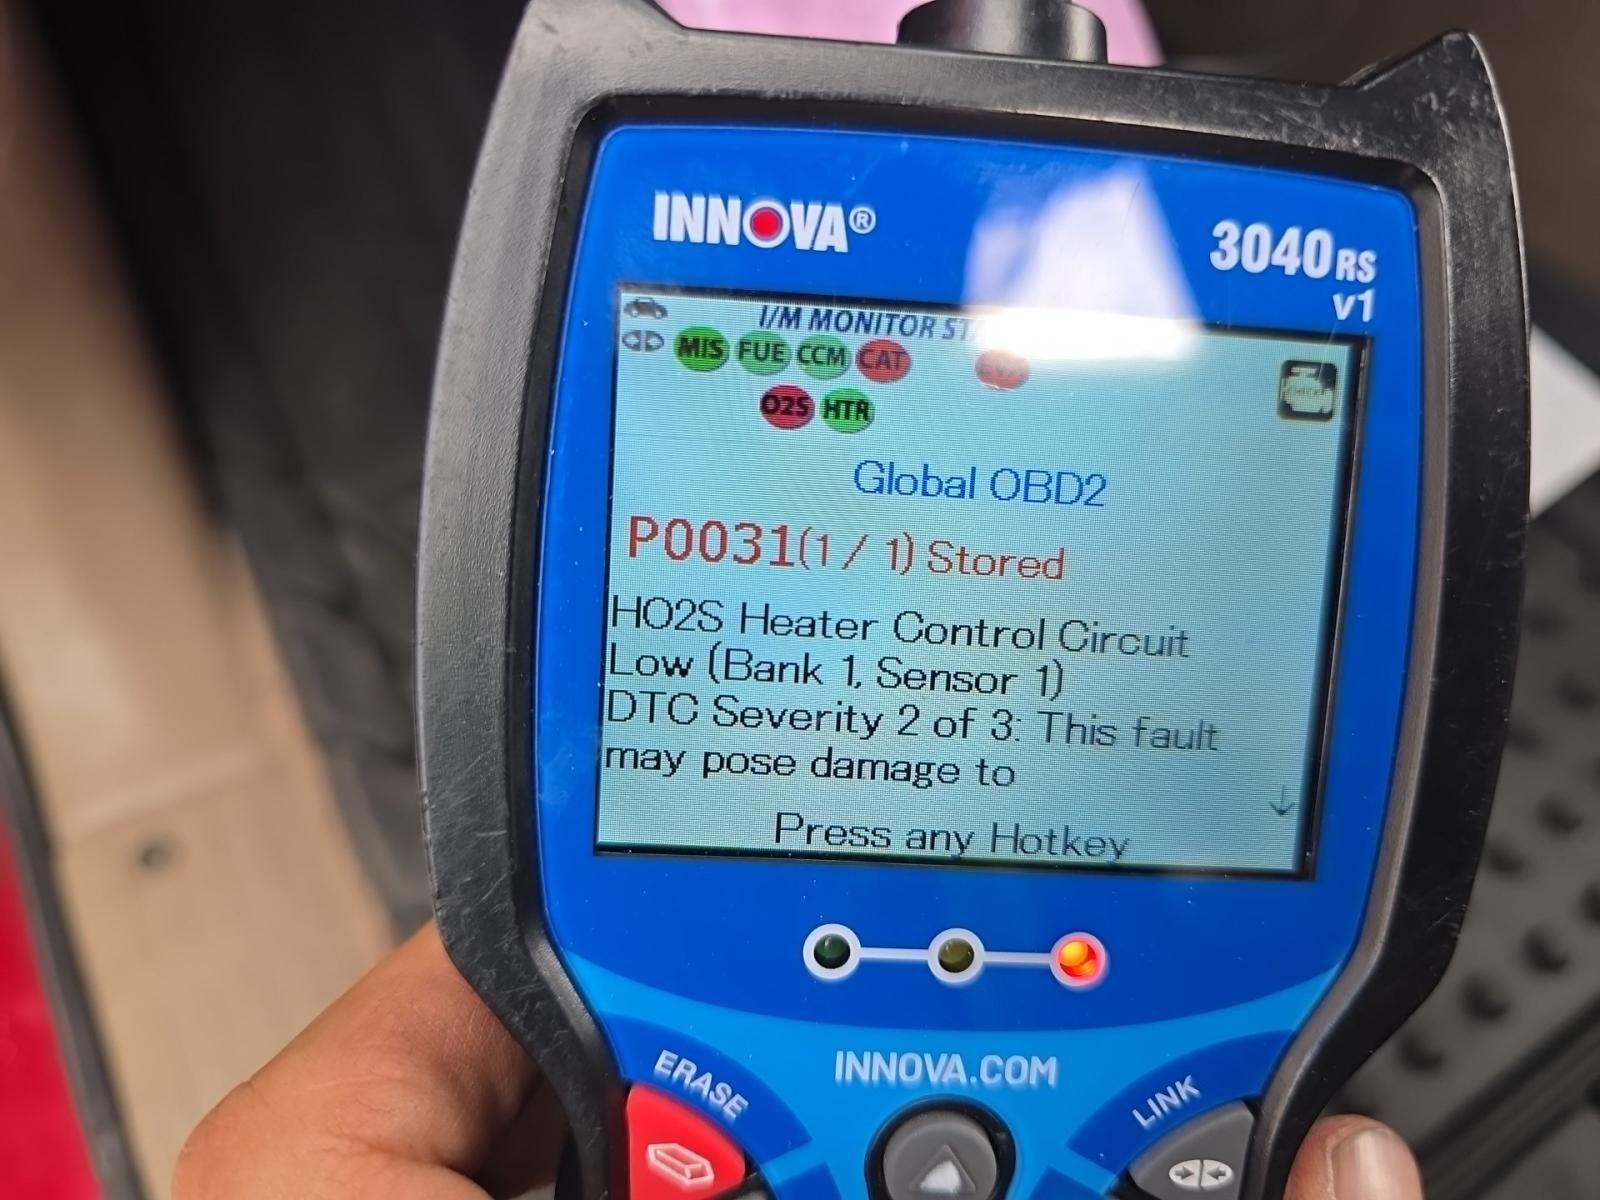 INNOVA®
3040RS
v1
I/M MONITOR
MIS FUE CCM CAT
O2S HTR
Global OBD2
P0031(1 / 1) Stored
HO2S Heater Control Circuit
Low (Bank 1, Sensor 1)
DTC Severity 2 of 3: This fault
may pose damage to
Press any Hotkey
INNOVA.COM
ERASE
LINK